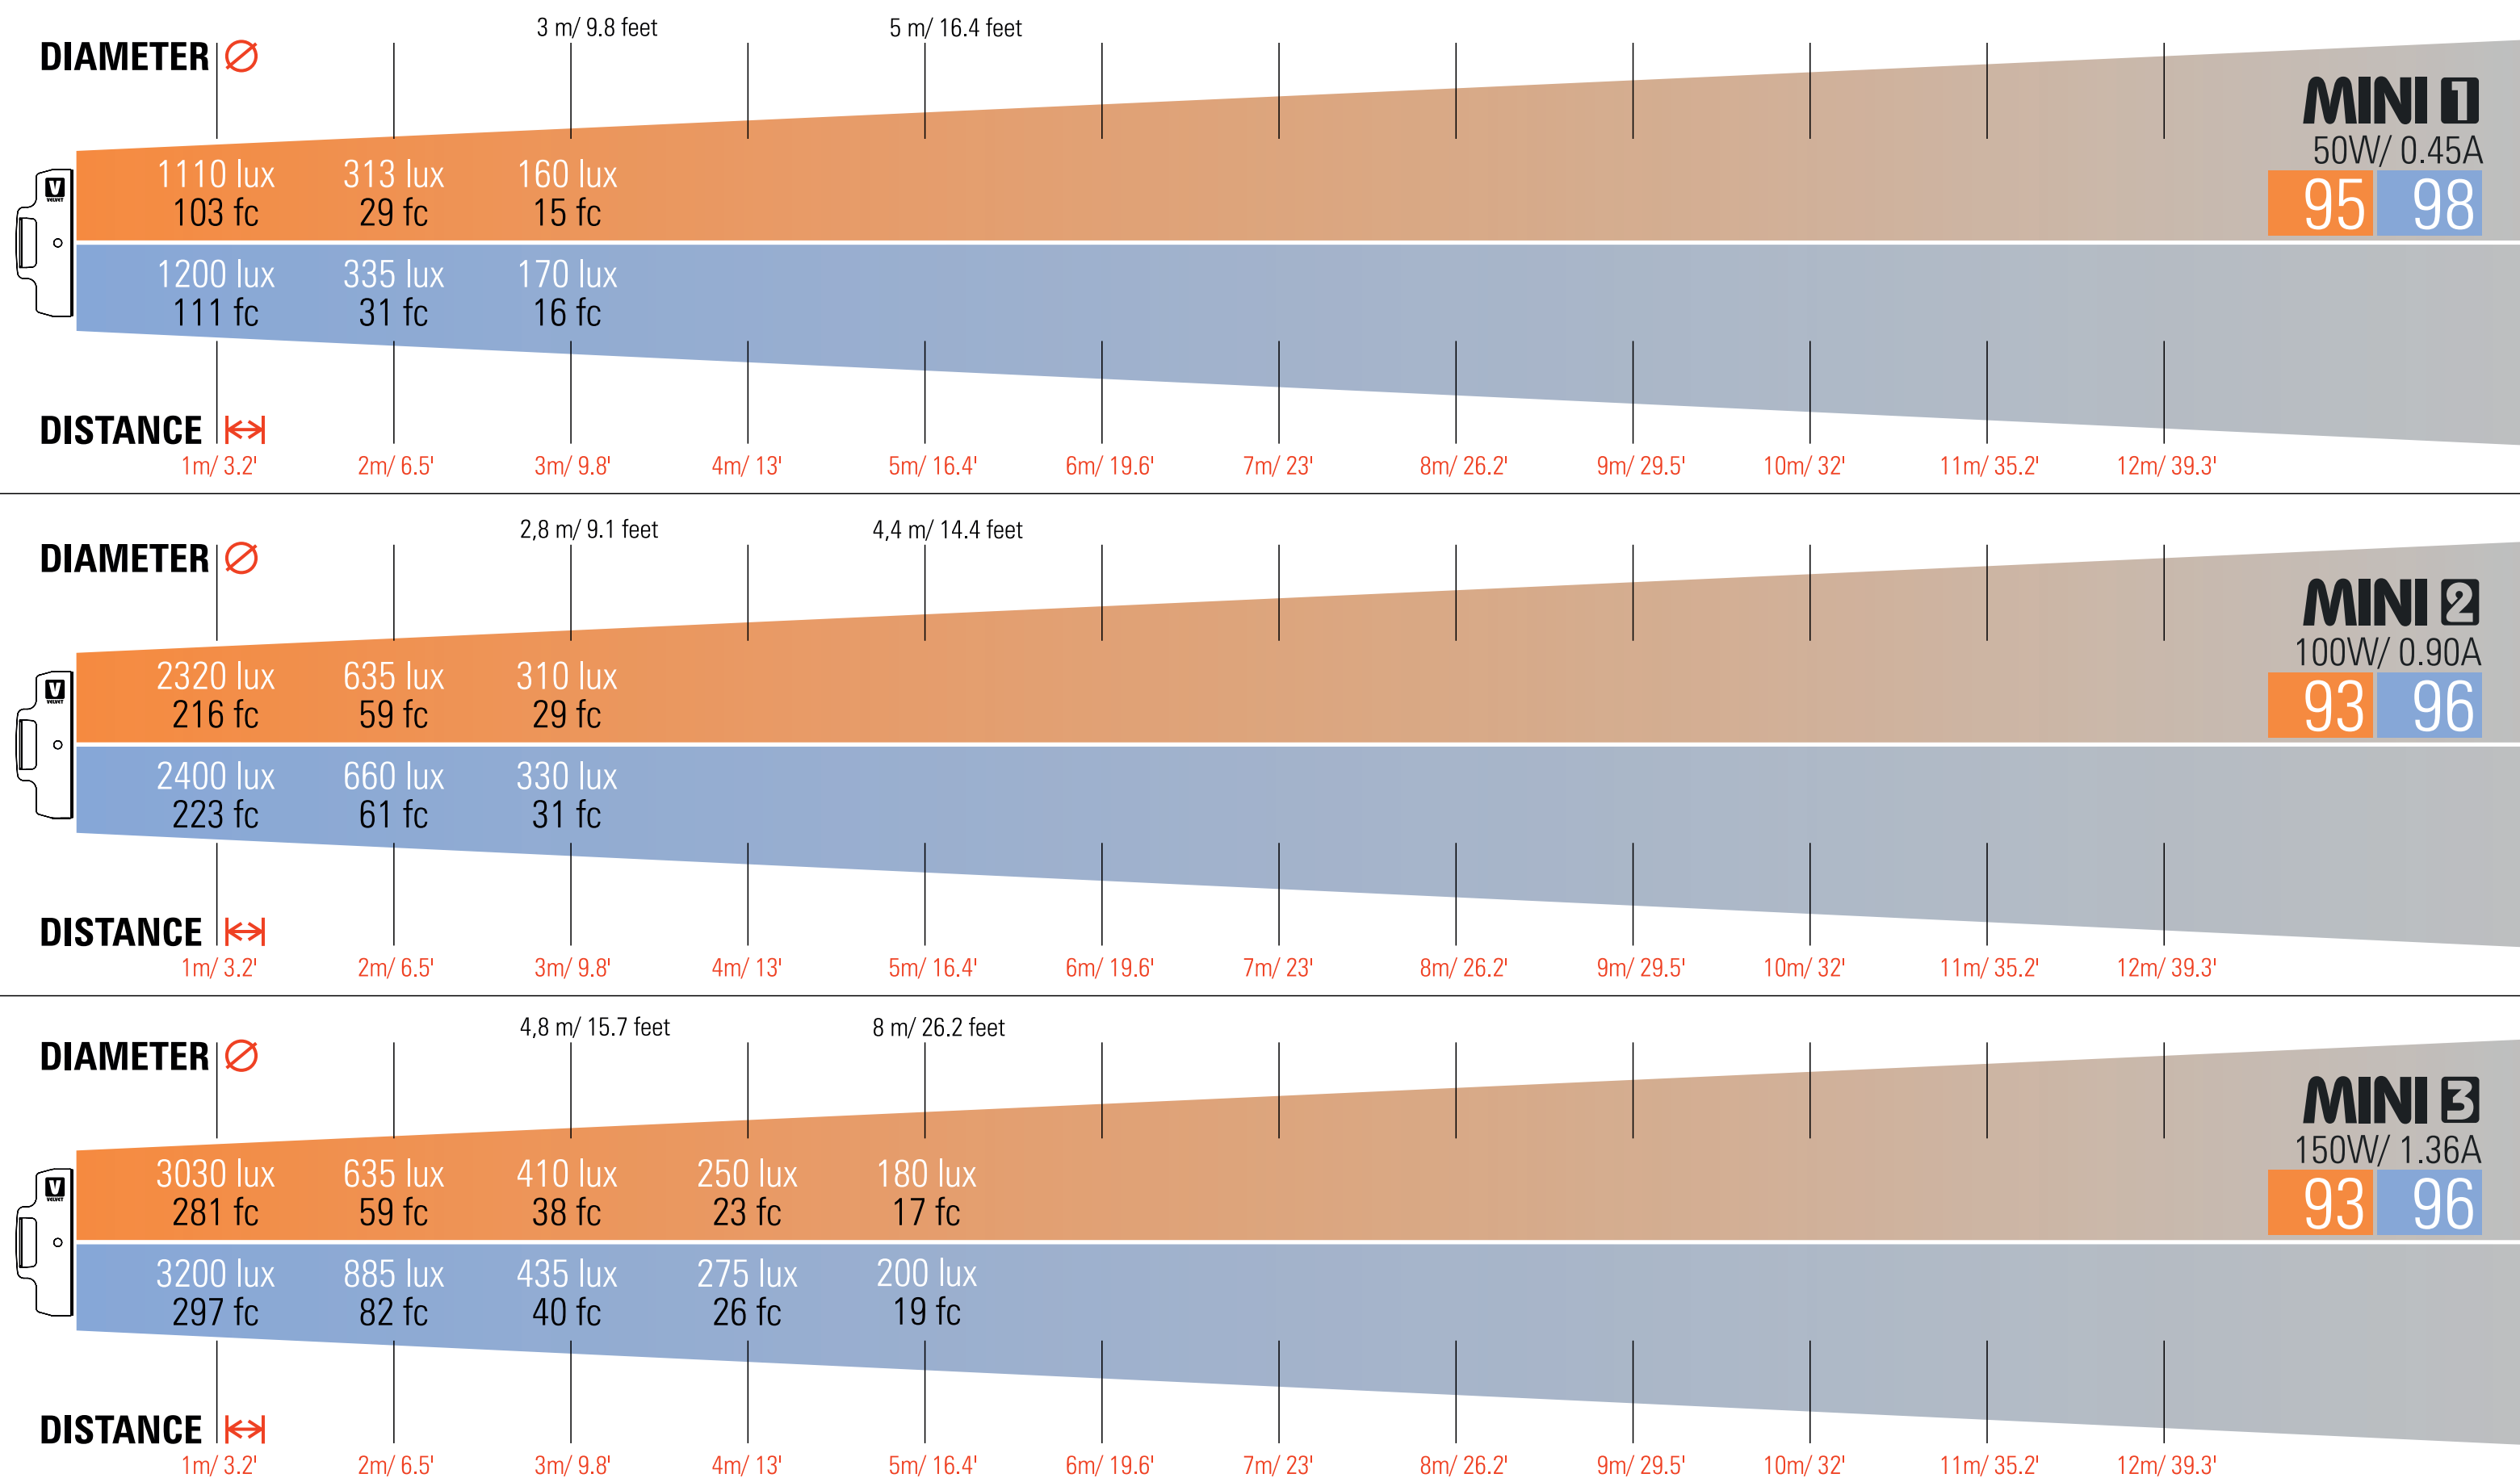 3 m/ 9.8 feet 5 m/ 16.4 feet
DIAMETER
MINI 1
50W/ 0.45A
95 98
V
VELVET
1110 lux 313 lux 160 lux
103 fc 29 fc 15 fc
1200 lux 335 lux 170 lux
111 fc 31 fc 16 fc
DISTANCE
1m/ 3.2' 2m/ 6.5' 3m/ 9.8' 4m/ 13' 5m/ 16.4' 6m/ 19.6' 7m/ 23' 8m/ 26.2' 9m/ 29.5' 10m/ 32' 11m/ 35.2' 12m/ 39.3'
2,8 m/ 9.1 feet 4,4 m/ 14.4 feet
DIAMETER
MINI 2
100W/ 0.90A
93 96
V
VELVET
2320 lux 635 lux 310 lux
216 fc 59 fc 29 fc
2400 lux 660 lux 330 lux
223 fc 61 fc 31 fc
DISTANCE
1m/ 3.2' 2m/ 6.5' 3m/ 9.8' 4m/ 13' 5m/ 16.4' 6m/ 19.6' 7m/ 23' 8m/ 26.2' 9m/ 29.5' 10m/ 32' 11m/ 35.2' 12m/ 39.3'
4,8 m/ 15.7 feet 8 m/ 26.2 feet
DIAMETER
MINI 3
150W/ 1.36A
93 96
V
VELVET
3030 lux 635 lux 410 lux 250 lux 180 lux
281 fc 59 fc 38 fc 23 fc 17 fc
3200 lux 885 lux 435 lux 275 lux 200 lux
297 fc 82 fc 40 fc 26 fc 19 fc
DISTANCE
1m/ 3.2' 2m/ 6.5' 3m/ 9.8' 4m/ 13' 5m/ 16.4' 6m/ 19.6' 7m/ 23' 8m/ 26.2' 9m/ 29.5' 10m/ 32' 11m/ 35.2' 12m/ 39.3'